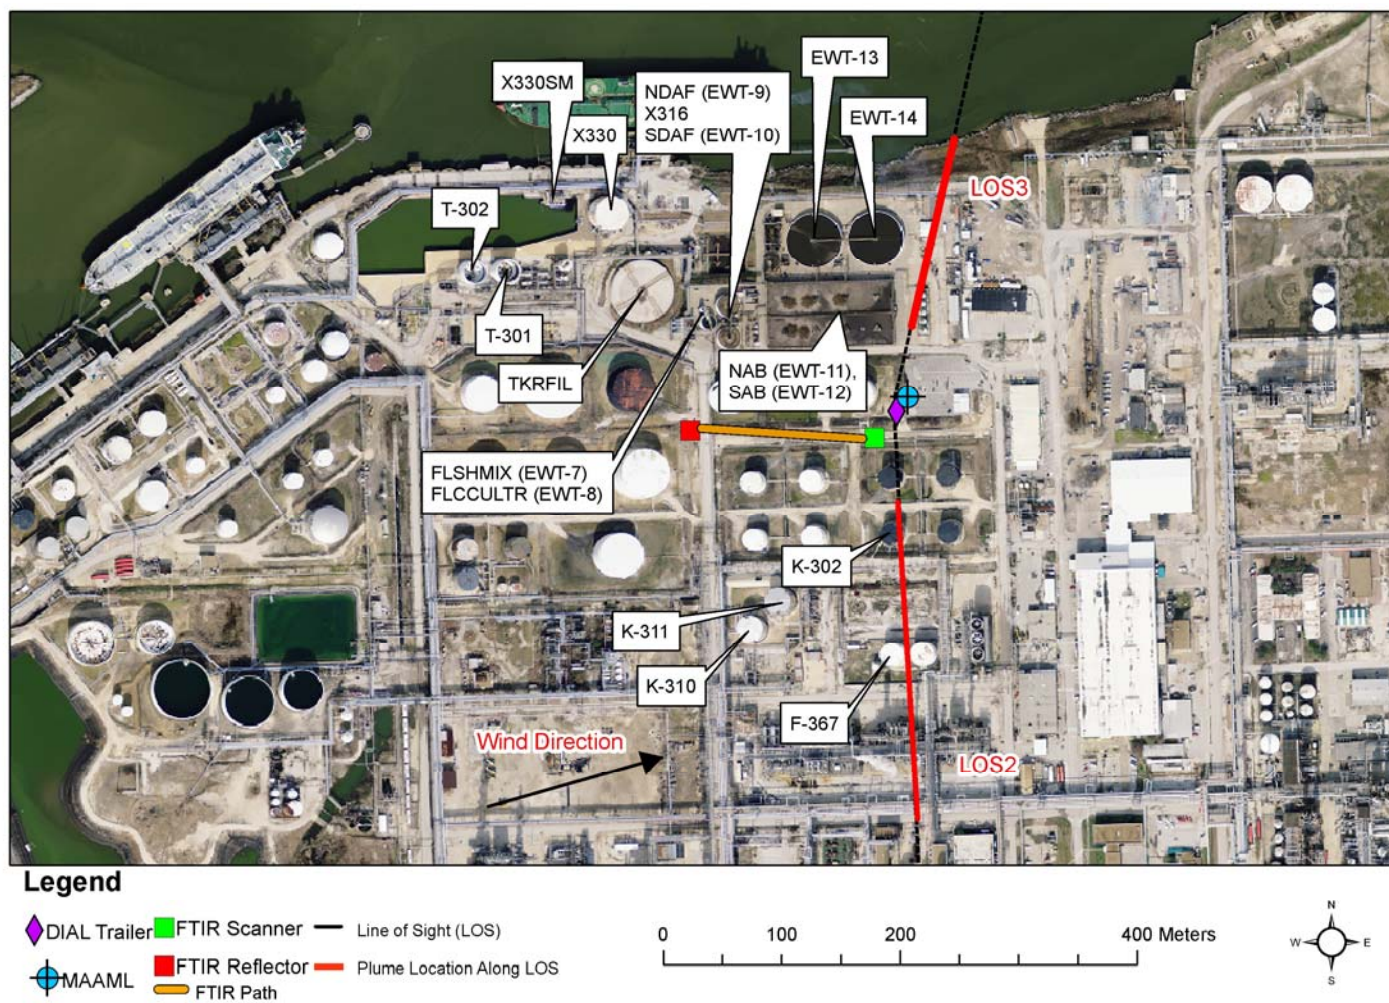 X330SM
NDAF (EWT-9)
X316
SDAF (EWT-10)
EWT-13
EWT-14
X330
LOS3
T-302
T-301
TKRFIL
NAB (EWT-11),
SAB (EWT-12)
FLSHMIX (EWT-7)
FLCCULTR (EWT-8)
K-302
K-311
K-310
F-367
Wind Direction
LOS2
Legend
DIAL Trailer
FTIR Scanner
Line of Sight (LOS)
MAAML
FTIR Reflector
Plume Location Along LOS
FTIR Path
0 100 200 400 Meters
N
W E
S